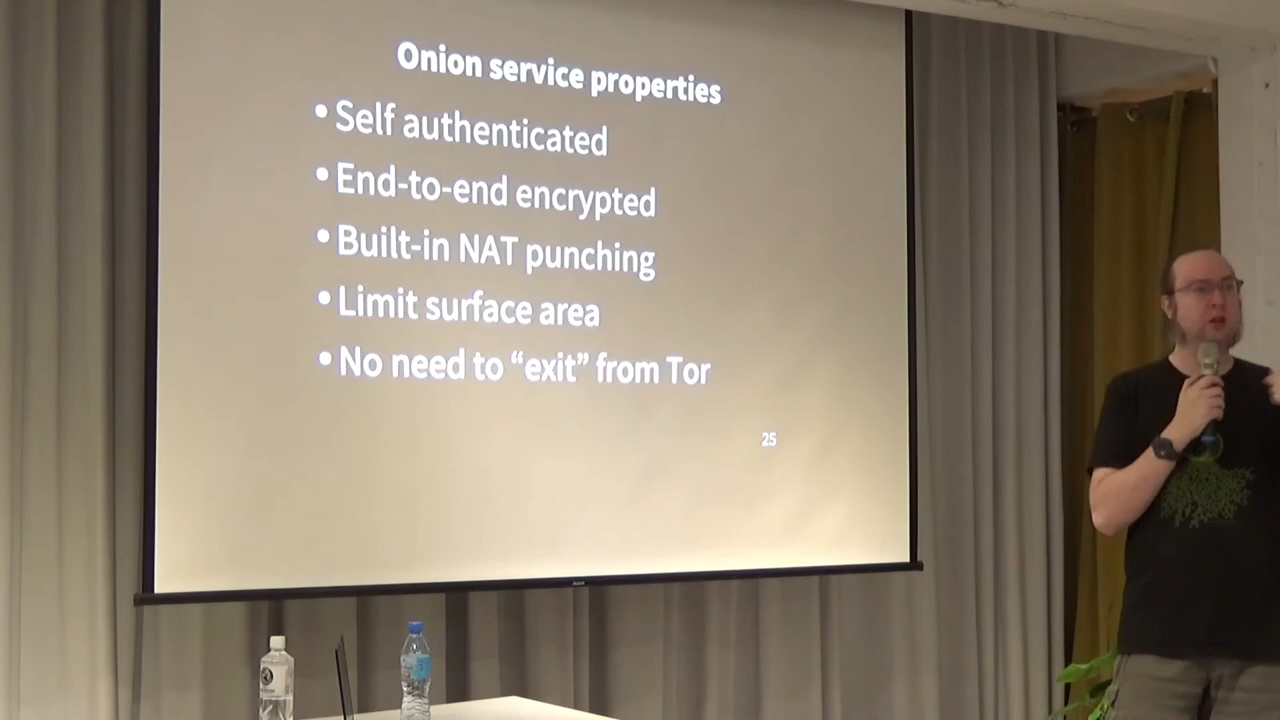 Onion service properties
• Self authenticated
• End-to-end encrypted
• Built-in NAT punching
• Limit surface area
• No need to “exit” from Tor
25